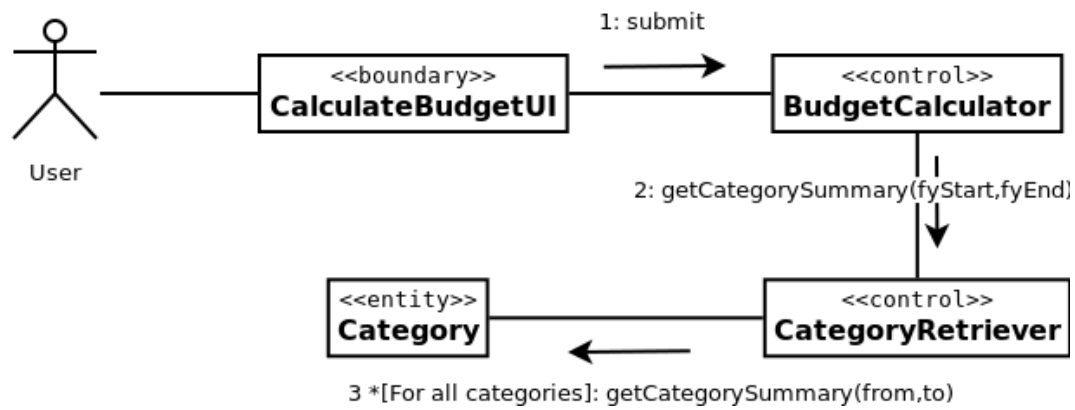 1: submit
<<boundary>>
CalculateBudgetUI
<<control>>
BudgetCalculator
User
2: getCategorySummary(fyStart,fyEnd)
<<entity>>
Category
<<control>>
CategoryRetriever
3 *[For all categories]: getCategorySummary(from,to)